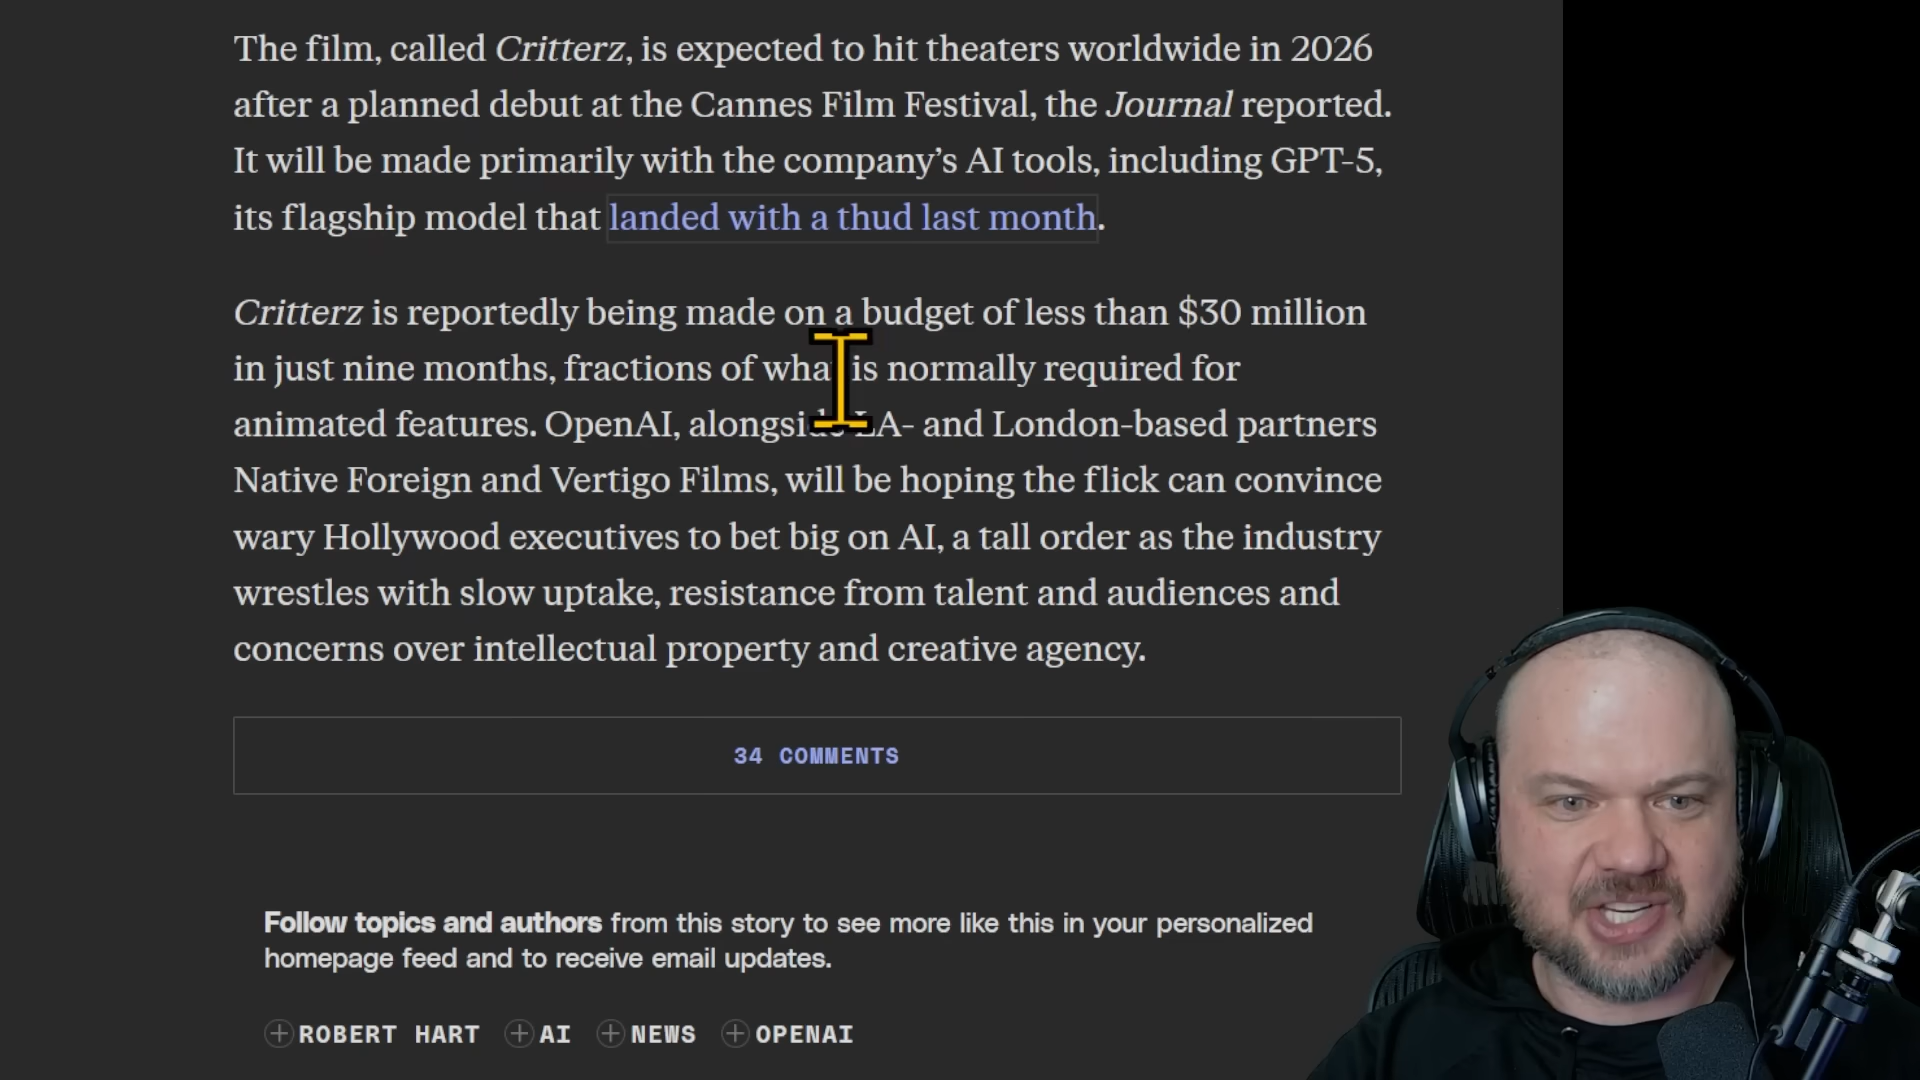 The film, called Critterz, is expected to hit theaters worldwide in 2026
after a planned debut at the Cannes Film Festival, the Journal reported.
It will be made primarily with the company’s AI tools, including GPT-5,
its flagship model that landed with a thud last month.
Critterz is reportedly being made on a budget of less than $30 million
in just nine months, fractions of what is normally required for
animated features. OpenAI, alongside LA- and London-based partners
Native Foreign and Vertigo Films, will be hoping the flick can convince
wary Hollywood executives to bet big on AI, a tall order as the industry
wrestles with slow uptake, resistance from talent and audiences and
concerns over intellectual property and creative agency.
34 COMMENTS
Follow topics and authors from this story to see more like this in your personalized
homepage feed and to receive email updates.
ROBERT HART AI NEWS OPENAI